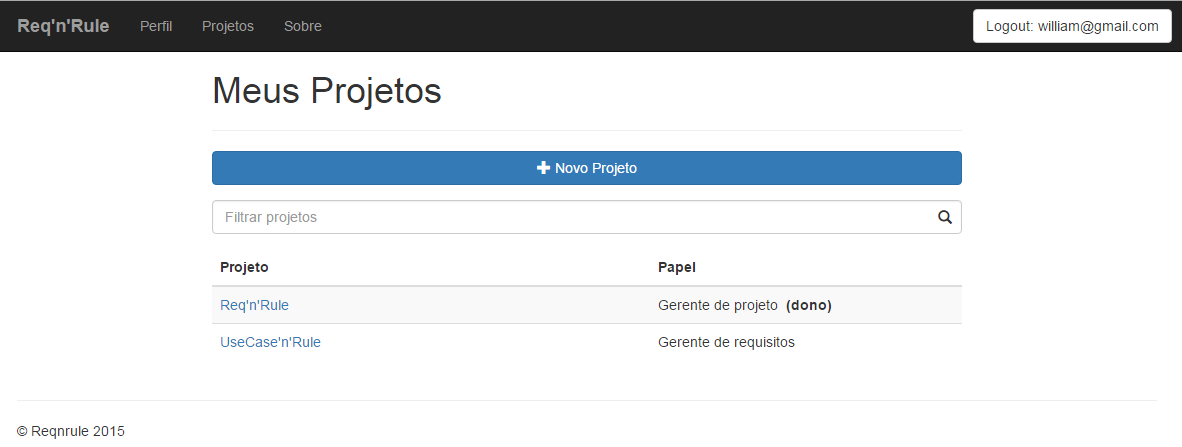 Req'n'Rule Perfil Projetos Sobre Logout: william@gmail.com
Meus Projetos
Novo Projeto
Filtrar projetos
Projeto Papel
Req'n'Rule Gerente de projeto (dono)
UseCase'n'Rule Gerente de requisitos
© Reqnrule 2015